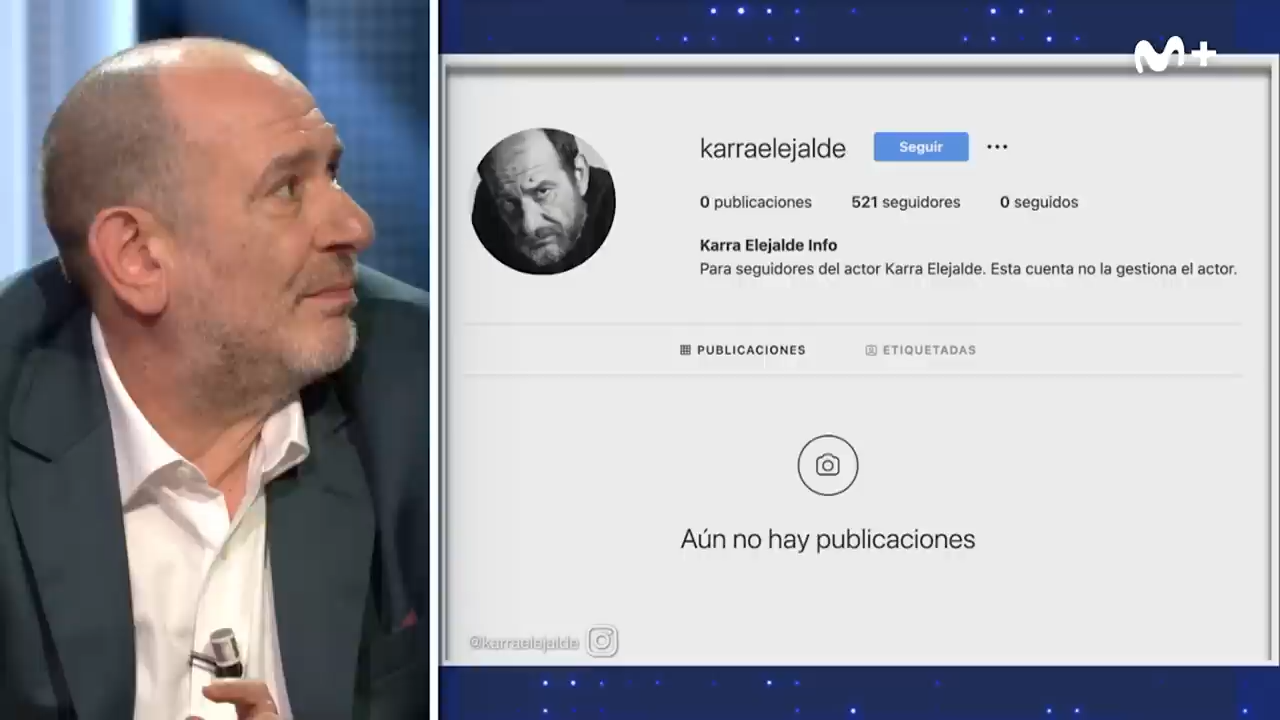 M+
karraelejalde Seguir
0 publicaciones 521 seguidores 0 seguidos
Karra Elejalde Info
Para seguidores del actor Karra Elejalde. Esta cuenta no la gestiona el actor.
PUBLICACIONES ETIQUETADAS
Aún no hay publicaciones
@karraelejalde